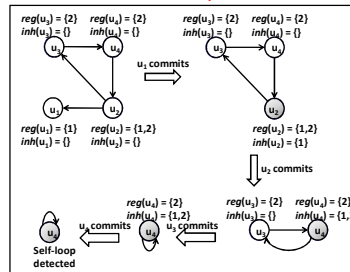 reg(u₃) = {2} reg(u₄) = {2}
inh(u₃) = {} inh(u₄) = {}
u₃ u₄
u₁ u₂
reg(u₁) = {1} reg(u₂) = {1,2}
inh(u₁) = {} inh(u₂) = {}
u₁ commits
reg(u₃) = {2} reg(u₄) = {2}
inh(u₃) = {} inh(u₄) = {}
u₃ u₄
u₂
reg(u₂) = {1,2}
inh(u₂) = {1}
u₂ commits
reg(u₃) = {2} reg(u₄) = {2}
inh(u₃) = {} inh(u₄) = {1,
u₃ u₄
u₃ commits
reg(u₄) = {2}
inh(u₄) = {1,2}
u₄
commits
u₄
Self-loop
detected